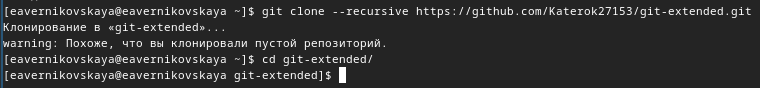 [eavernikovskaya@eavernikovskaya ~]$ git clone --recursive https://github.com/Katerok27153/git-extended.git
Клонирование в «git-extended»...
warning: Похоже, что вы клонировали пустой репозиторий.
[eavernikovskaya@eavernikovskaya ~]$ cd git-extended/
[eavernikovskaya@eavernikovskaya git-extended]$